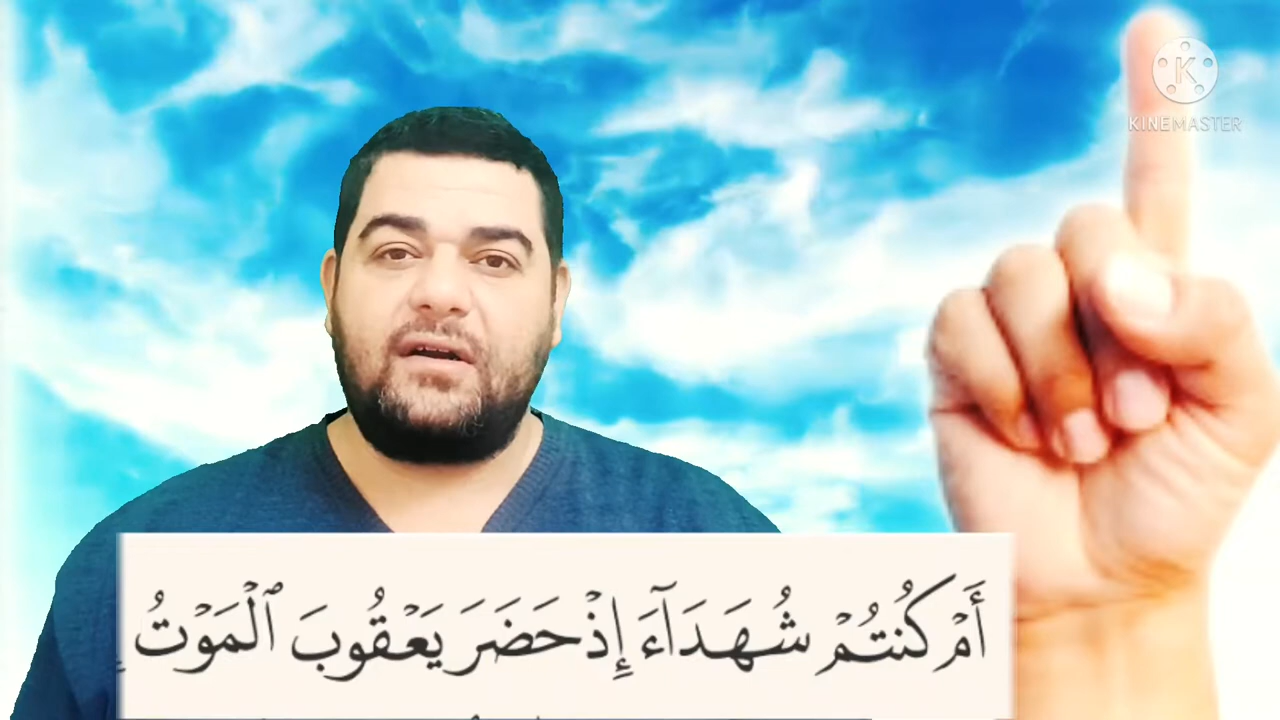 KINEMASTER
أَمْ كُنتُمْ شُهَدَآءَ إِذْ حَضَرَ يَعْقُوبَ ٱلْمَوْتُ